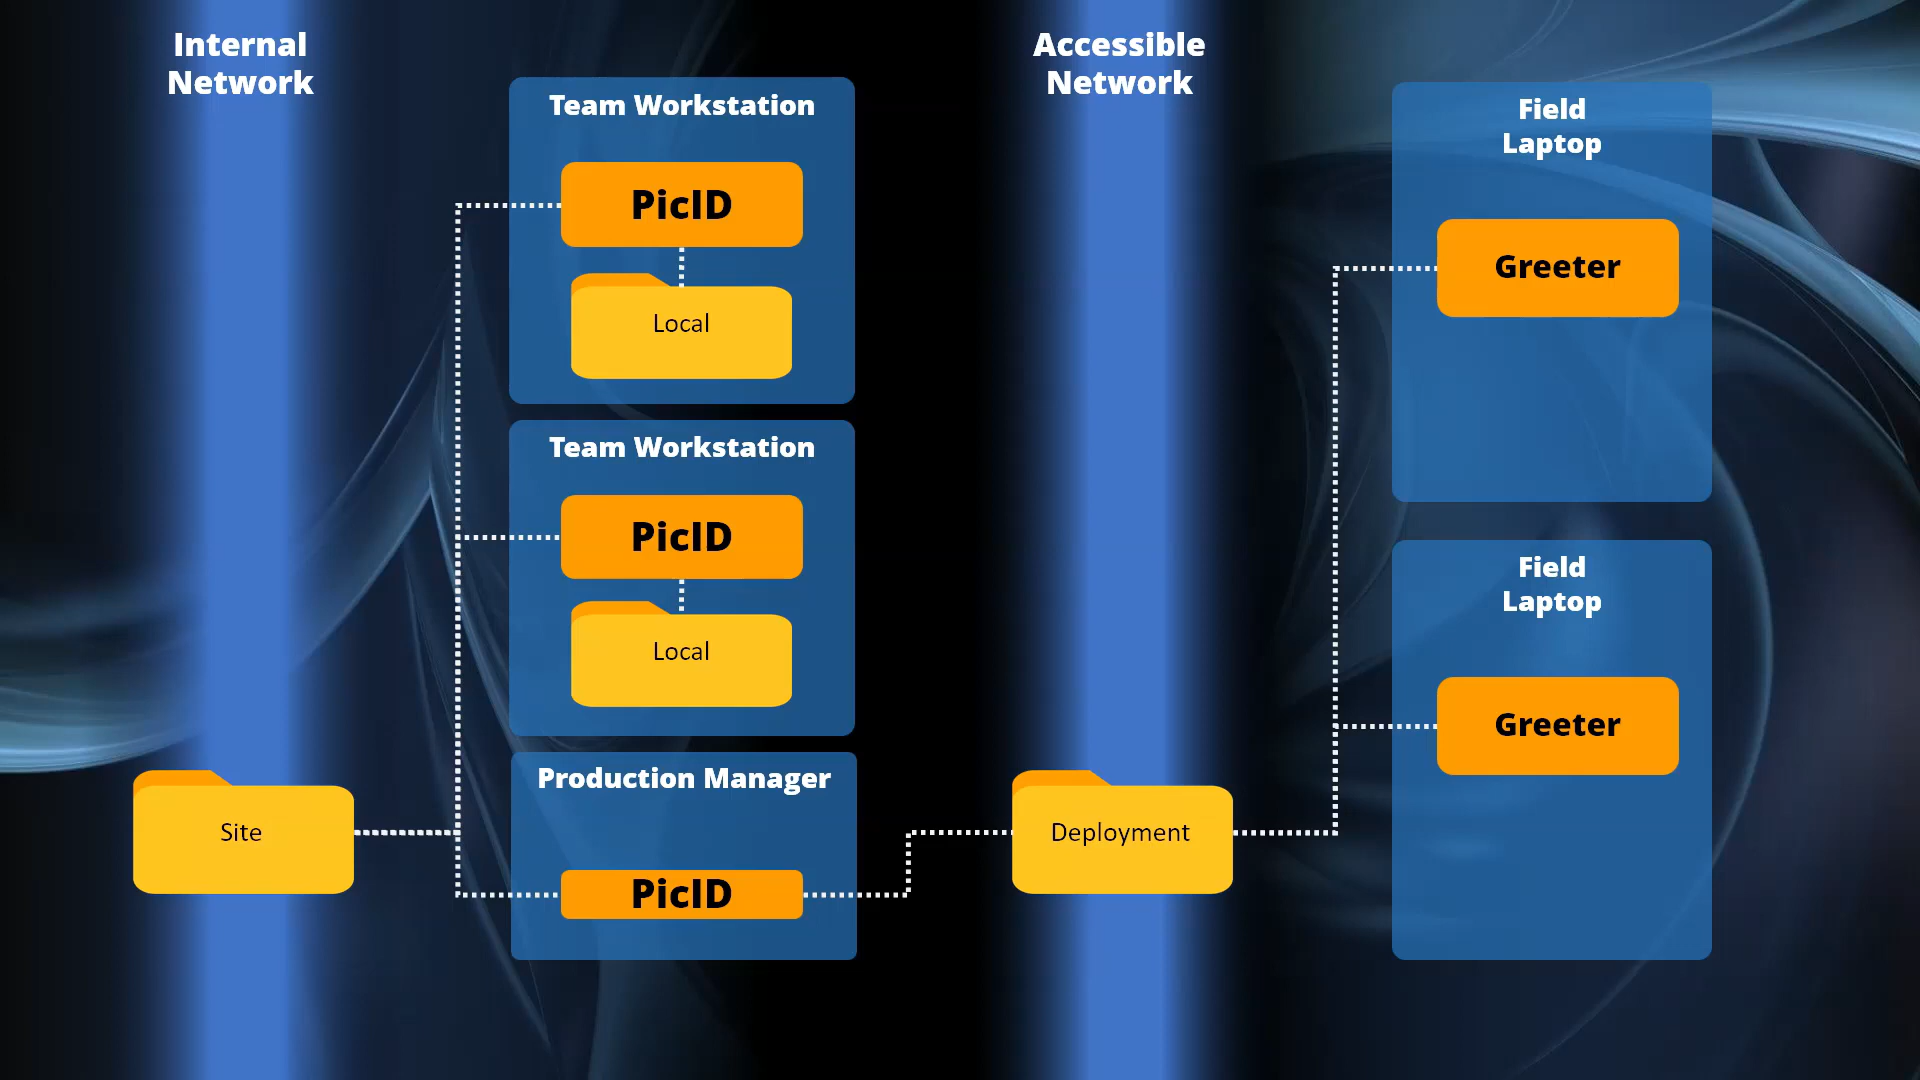 Internal
Network
Team Workstation
PicID
Local
Team Workstation
PicID
Local
Production Manager
PicID
Site
Accessible
Network
Deployment
Field
Laptop
Greeter
Field
Laptop
Greeter